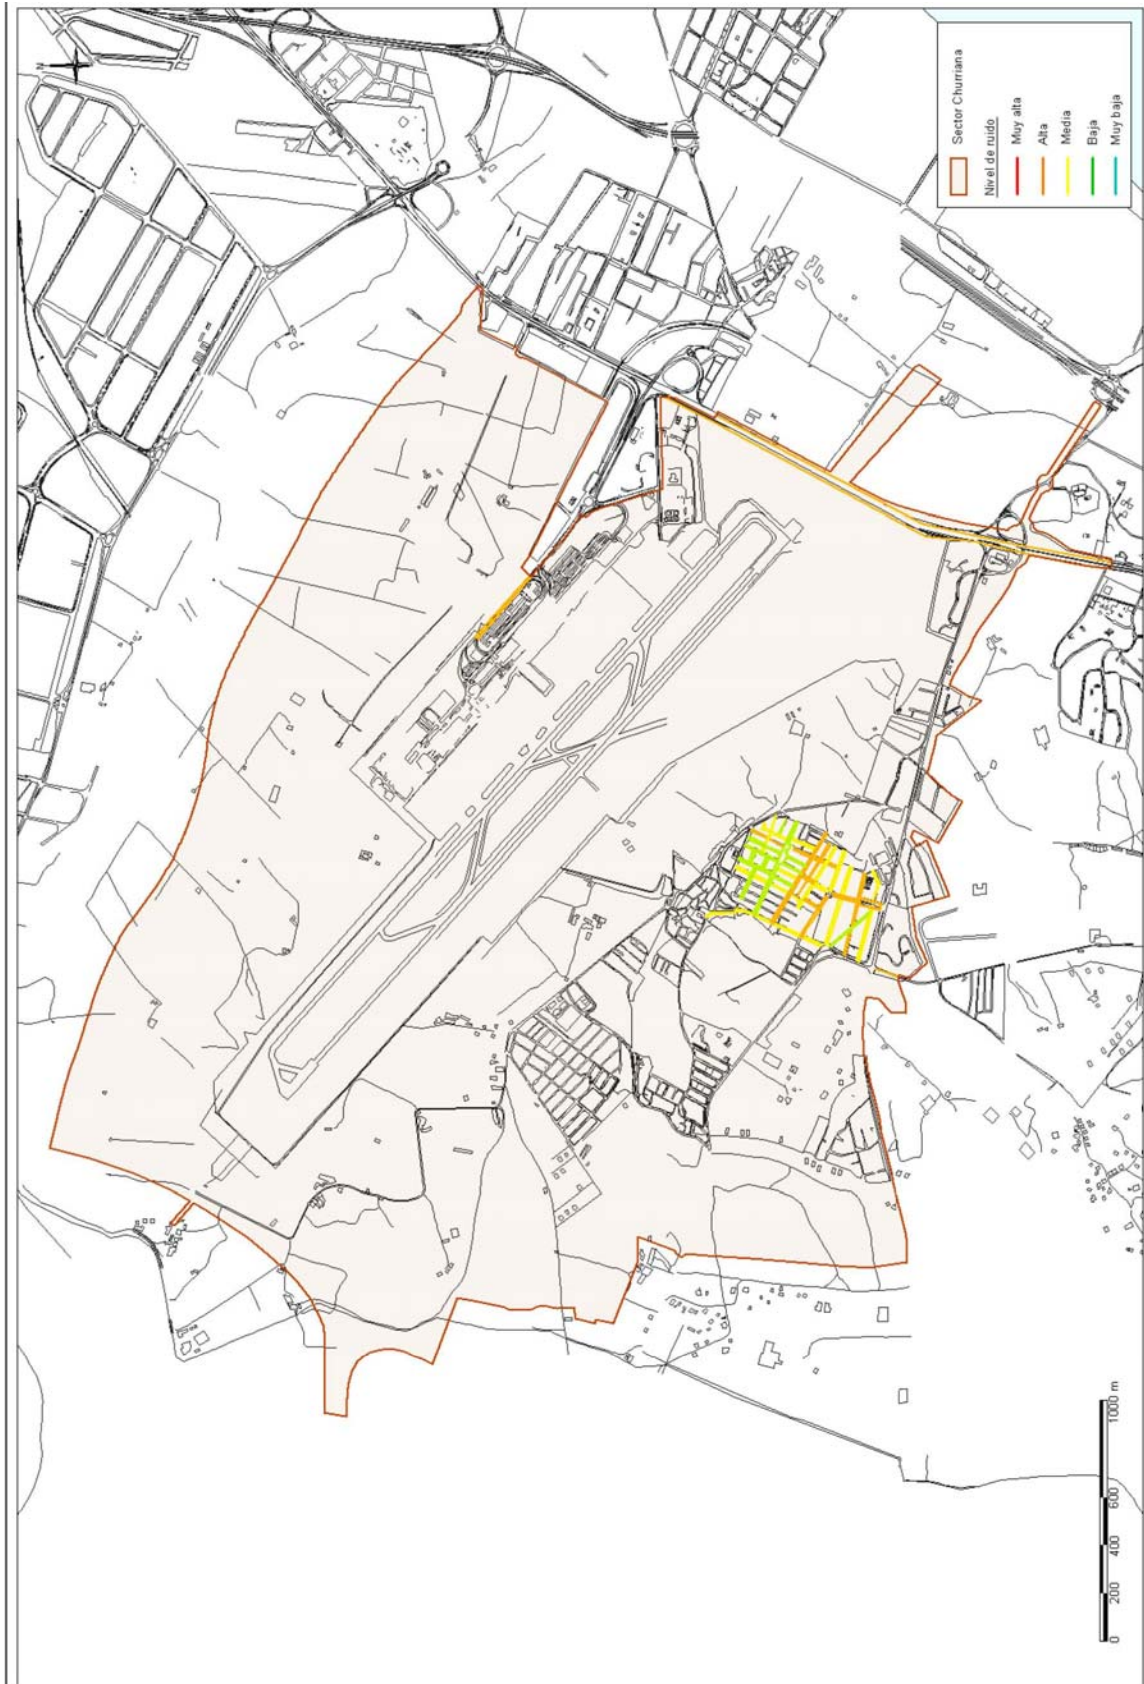 N
Sector Churriana
Nivel de ruido
Muy alta
Alta
Media
Baja
Muy baja
0 200 400 600 1000 m